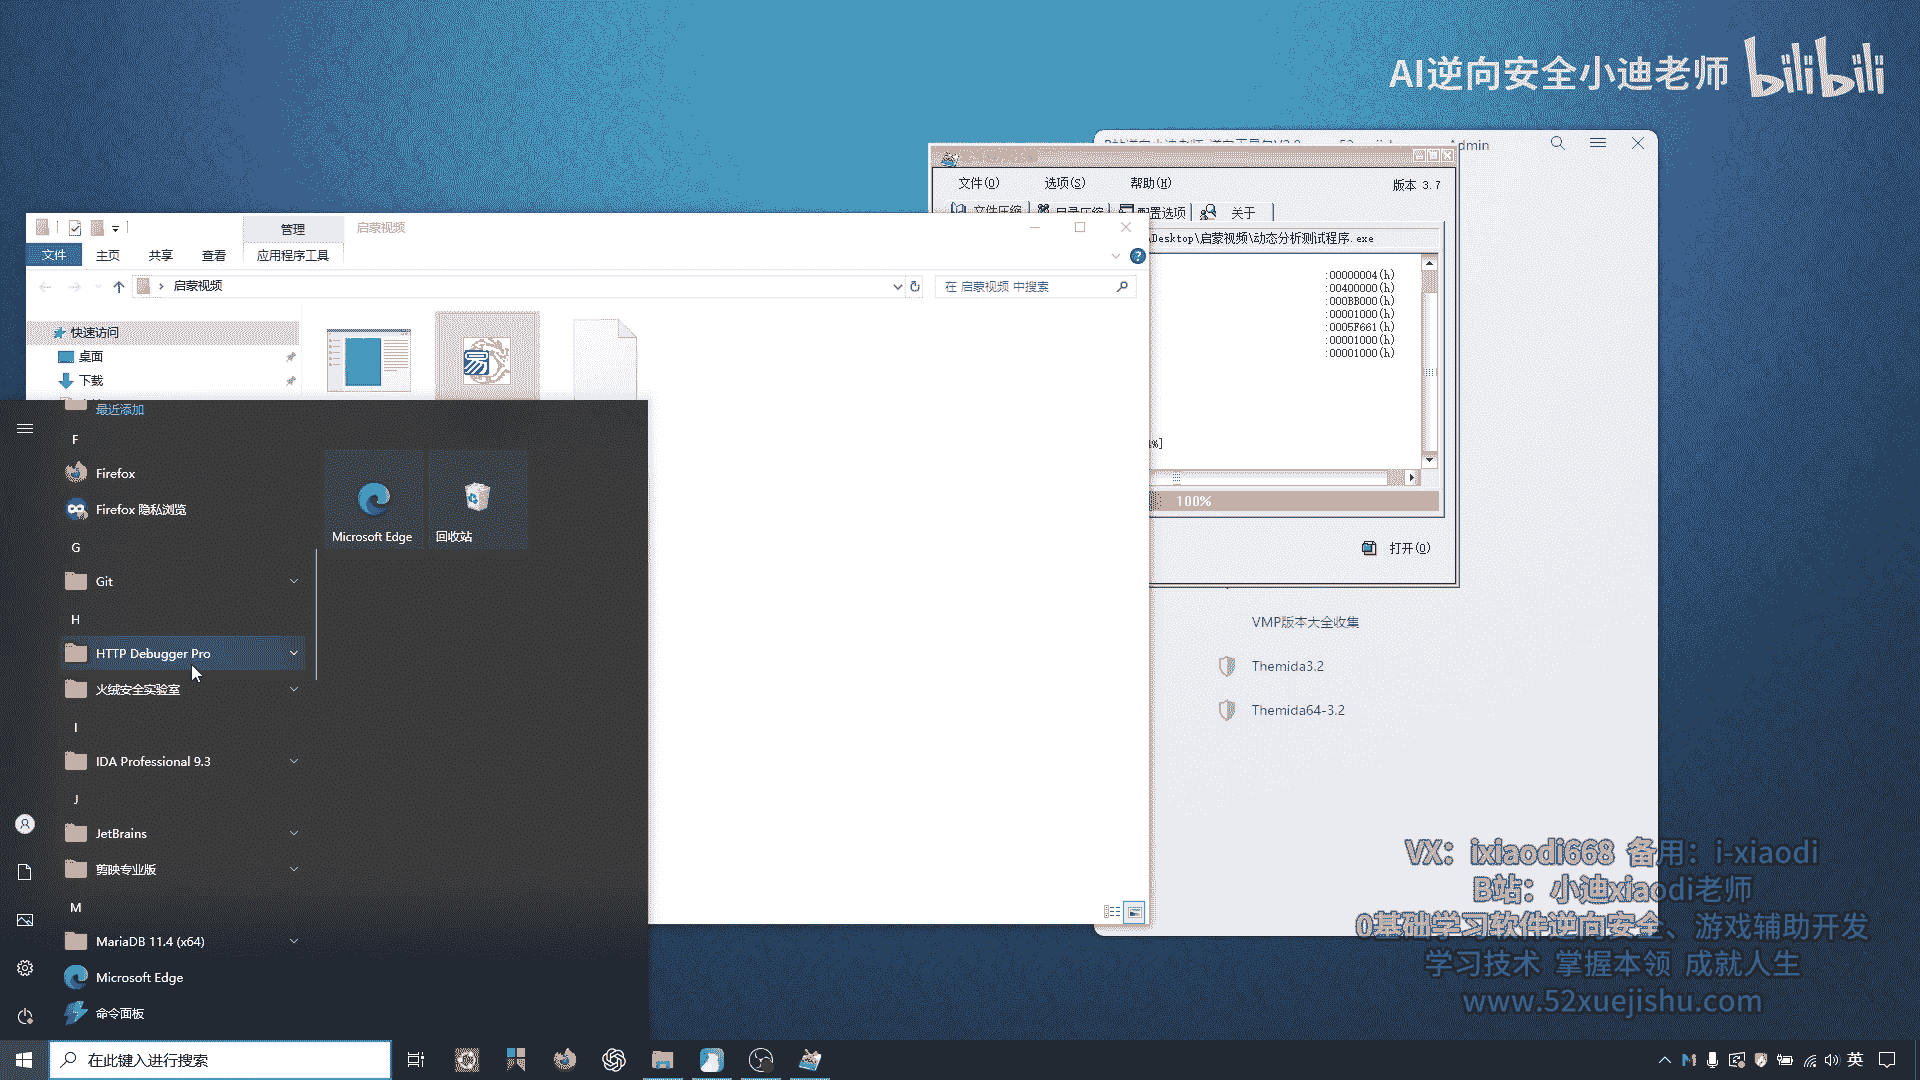 AI逆向安全小迪老师 bilibili
Admin
文件(O) 选项(S) 帮助(H) 版本 3.7
文件压缩 目录压缩 配置选项 关于
\Desktop\启蒙视频\动态分析测试程序.exe
:00000004(h)
:00400000(h)
:000BB000(h)
:00001000(h)
:0005F661(h)
:00001000(h)
:00001000(h)
%]
100%
打开(O)
管理 启蒙视频
文件 主页 共享 查看 应用程序工具
启蒙视频
在 启蒙视频 中搜索
快速访问
桌面
下载
最近添加
F
Firefox
Firefox 隐私浏览
G
Git
H
HTTP Debugger Pro
火绒安全实验室
I
IDA Professional 9.3
J
JetBrains
剪映专业版
M
MariaDB 11.4 (x64)
Microsoft Edge
命令面板
Microsoft Edge 回收站
VMP版本大全收集
Themida3.2
Themida64-3.2
VX：ixiaodi668 备用：i-xiaodi
B站：小迪xiaodi老师
0基础学习软件逆向安全、游戏辅助开发
学习技术 掌握本领 成就人生
www.52xuejishu.com
在此键入进行搜索
英